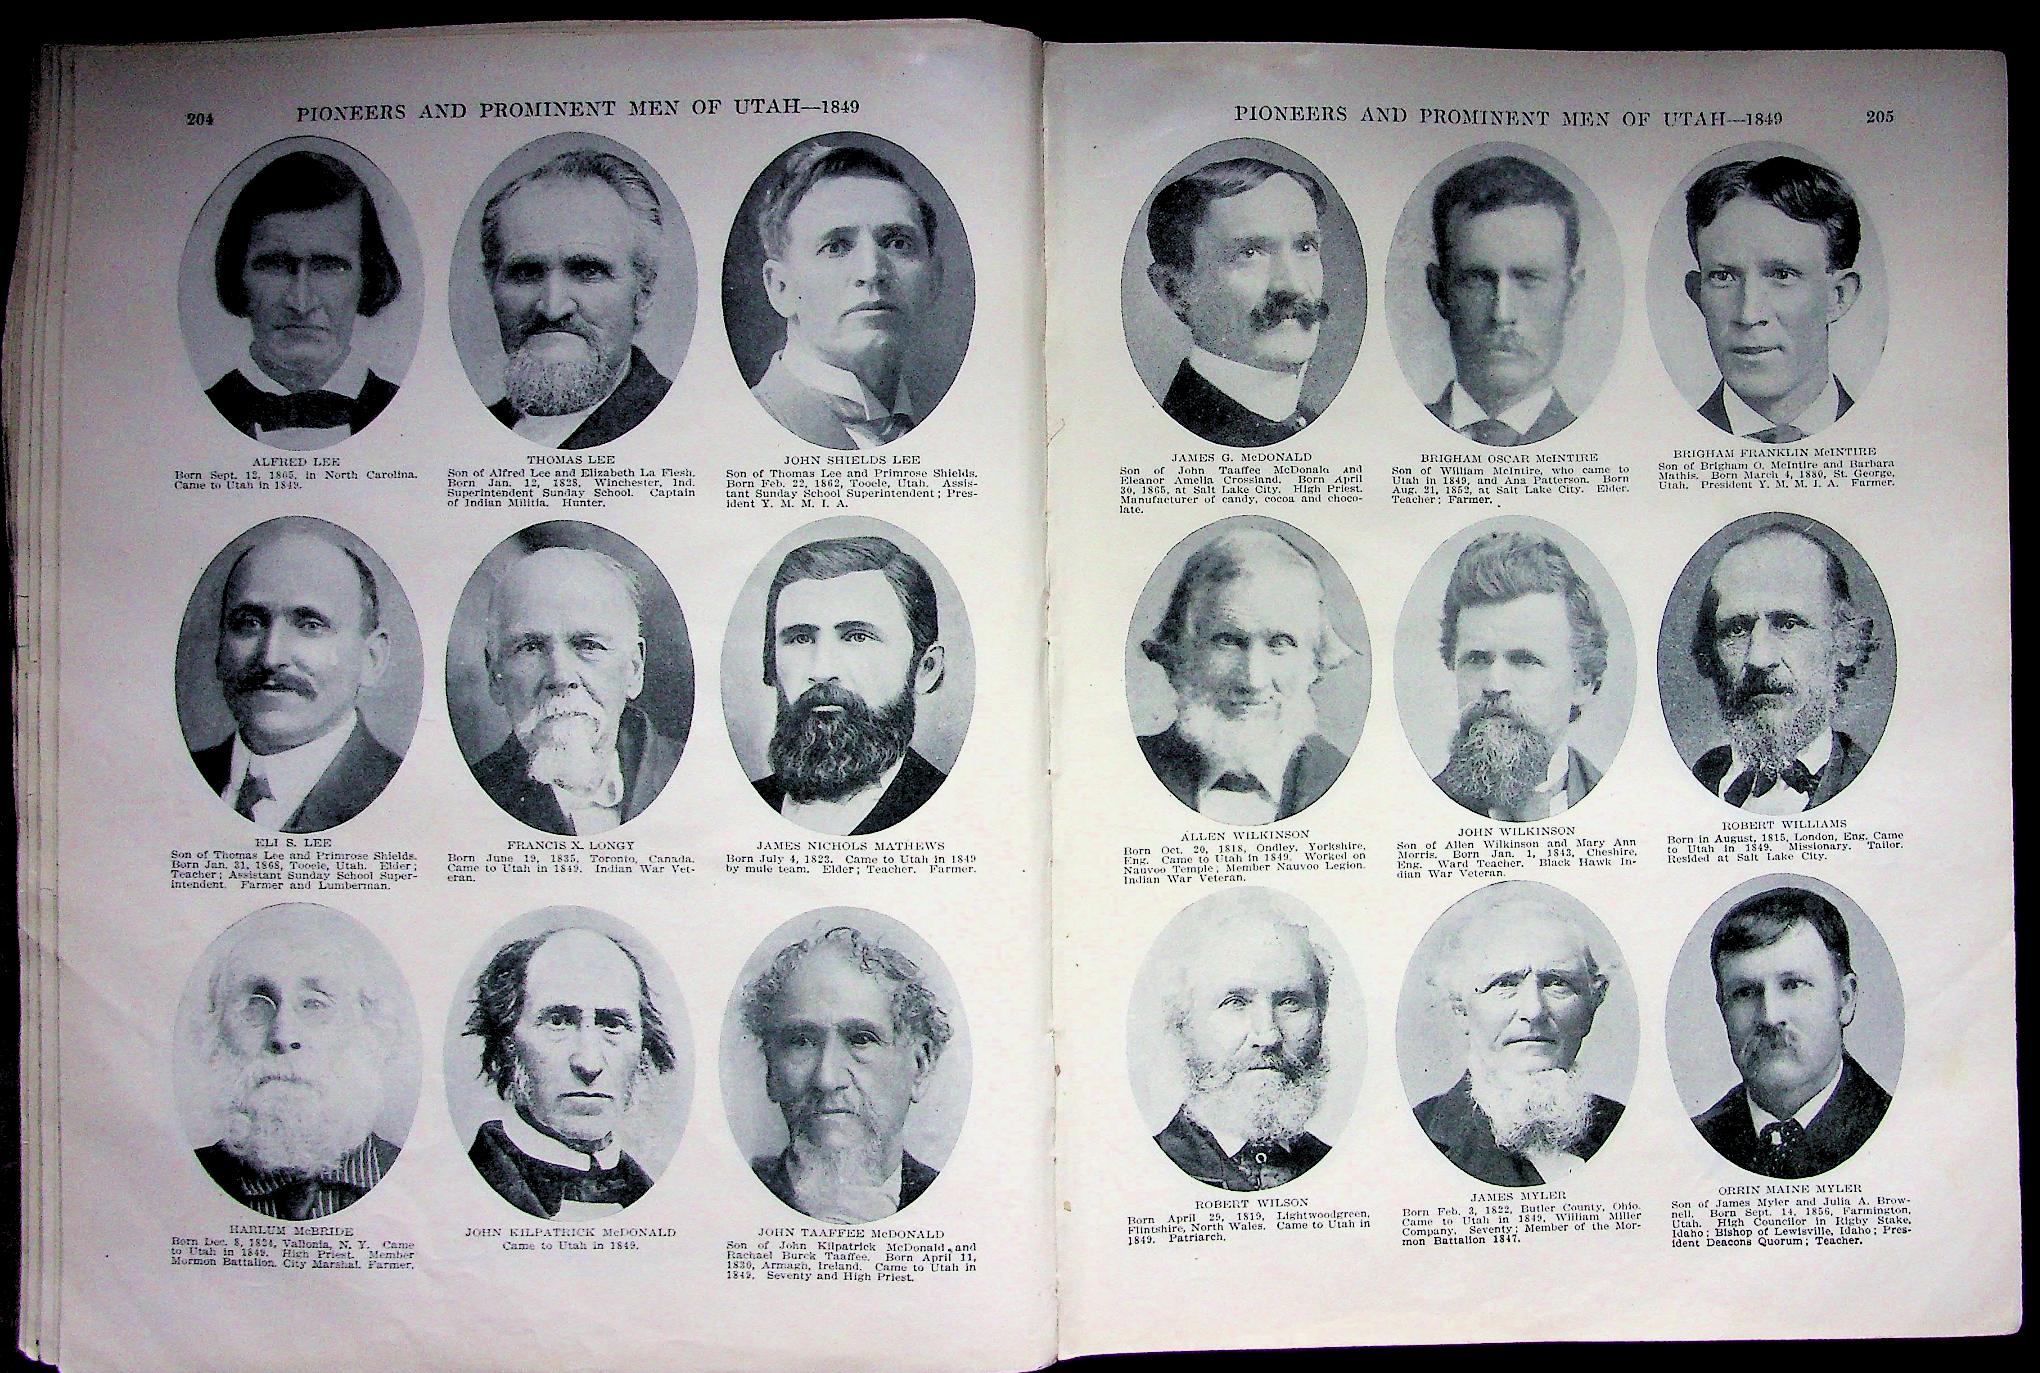 204
PIONEERS AND PROMINENT MEN OF UTAH—1849
ALFRED LEE
Born Sept. 12, 1805, in North Carolina.
Came to Utah in 1849.
THOMAS LEE
Son of Alfred Lee and Elizabeth La Flesh.
Born Jan. 12, 1828, Winchester, Ind.
Superintendent Sunday School. Captain
of Indian Militia. Hunter.
JOHN SHIELDS LEE
Son of Thomas Lee and Primrose Shields.
Born Feb. 22, 1862, Tooele, Utah. Assis-
tant Sunday School Superintendent; Pres-
ident Y. M. M. I. A.
ELI S. LEE
Son of Thomas Lee and Primrose Shields.
Born Jan. 31, 1868, Tooele, Utah. Elder;
Teacher; Assistant Sunday School Super-
intendent. Farmer and Lumberman.
FRANCIS X. LONGY
Born June 19, 1835, Toronto, Canada.
Came to Utah in 1849. Indian War Vet-
eran.
JAMES NICHOLS MATHEWS
Born July 4, 1823. Came to Utah in 1849
by mule team. Elder; Teacher. Farmer.
HARLUM McBRIDE
Born Dec. 8, 1824, Vallonia, N. Y. Came
to Utah in 1849. High Priest. Member
Mormon Battalion. City Marshal. Farmer.
JOHN KILPATRICK McDONALD
Came to Utah in 1849.
JOHN TAAFFEE McDONALD
Son of John Kilpatrick McDonald and
Rachael Burck Taaffee. Born April 11,
1830, Armagh, Ireland. Came to Utah in
1849. Seventy and High Priest.
PIONEERS AND PROMINENT MEN OF UTAH—1849
205
JAMES G. McDONALD
Son of John Taaffee McDonald and
Eleanor Amelia Crossland. Born April
30, 1865, at Salt Lake City. High Priest.
Manufacturer of candy, cocoa and choco-
late.
BRIGHAM OSCAR McINTIRE
Son of William McIntire, who came to
Utah in 1849, and Ana Patterson. Born
Aug. 21, 1852, at Salt Lake City. Elder.
Teacher; Farmer.
BRIGHAM FRANKLIN McINTIRE
Son of Brigham O. McIntire and Barbara
Mathis. Born March 4, 1880, St. George,
Utah. President Y. M. M. I. A. Farmer.
ALLEN WILKINSON
Born Oct. 20, 1818, Ondley, Yorkshire,
Eng. Came to Utah in 1849. Worked on
Nauvoo Temple; Member Nauvoo Legion.
Indian War Veteran.
JOHN WILKINSON
Son of Allen Wilkinson and Mary Ann
Morris. Born Jan. 1, 1843, Cheshire,
Eng. Ward Teacher. Black Hawk In-
dian War Veteran.
ROBERT WILLIAMS
Born in August, 1815, London, Eng. Came
to Utah in 1849. Missionary. Tailor.
Resided at Salt Lake City.
ROBERT WILSON
Born April 25, 1819, Lightwoodgreen,
Flintshire, North Wales. Came to Utah in
1849. Patriarch.
JAMES MYLER
Born Feb. 3, 1822, Butler County, Ohio.
Came to Utah in 1849, William Miller
Company. Seventy; Member of the Mor-
mon Battalion 1847.
ORRIN MAINE MYLER
Son of James Myler and Julia A. Brow-
nell. Born Sept. 14, 1856, Farmington,
Utah. High Councilor in Rigby Stake,
Idaho; Bishop of Lewisville, Idaho; Pres-
ident Deacons Quorum; Teacher.